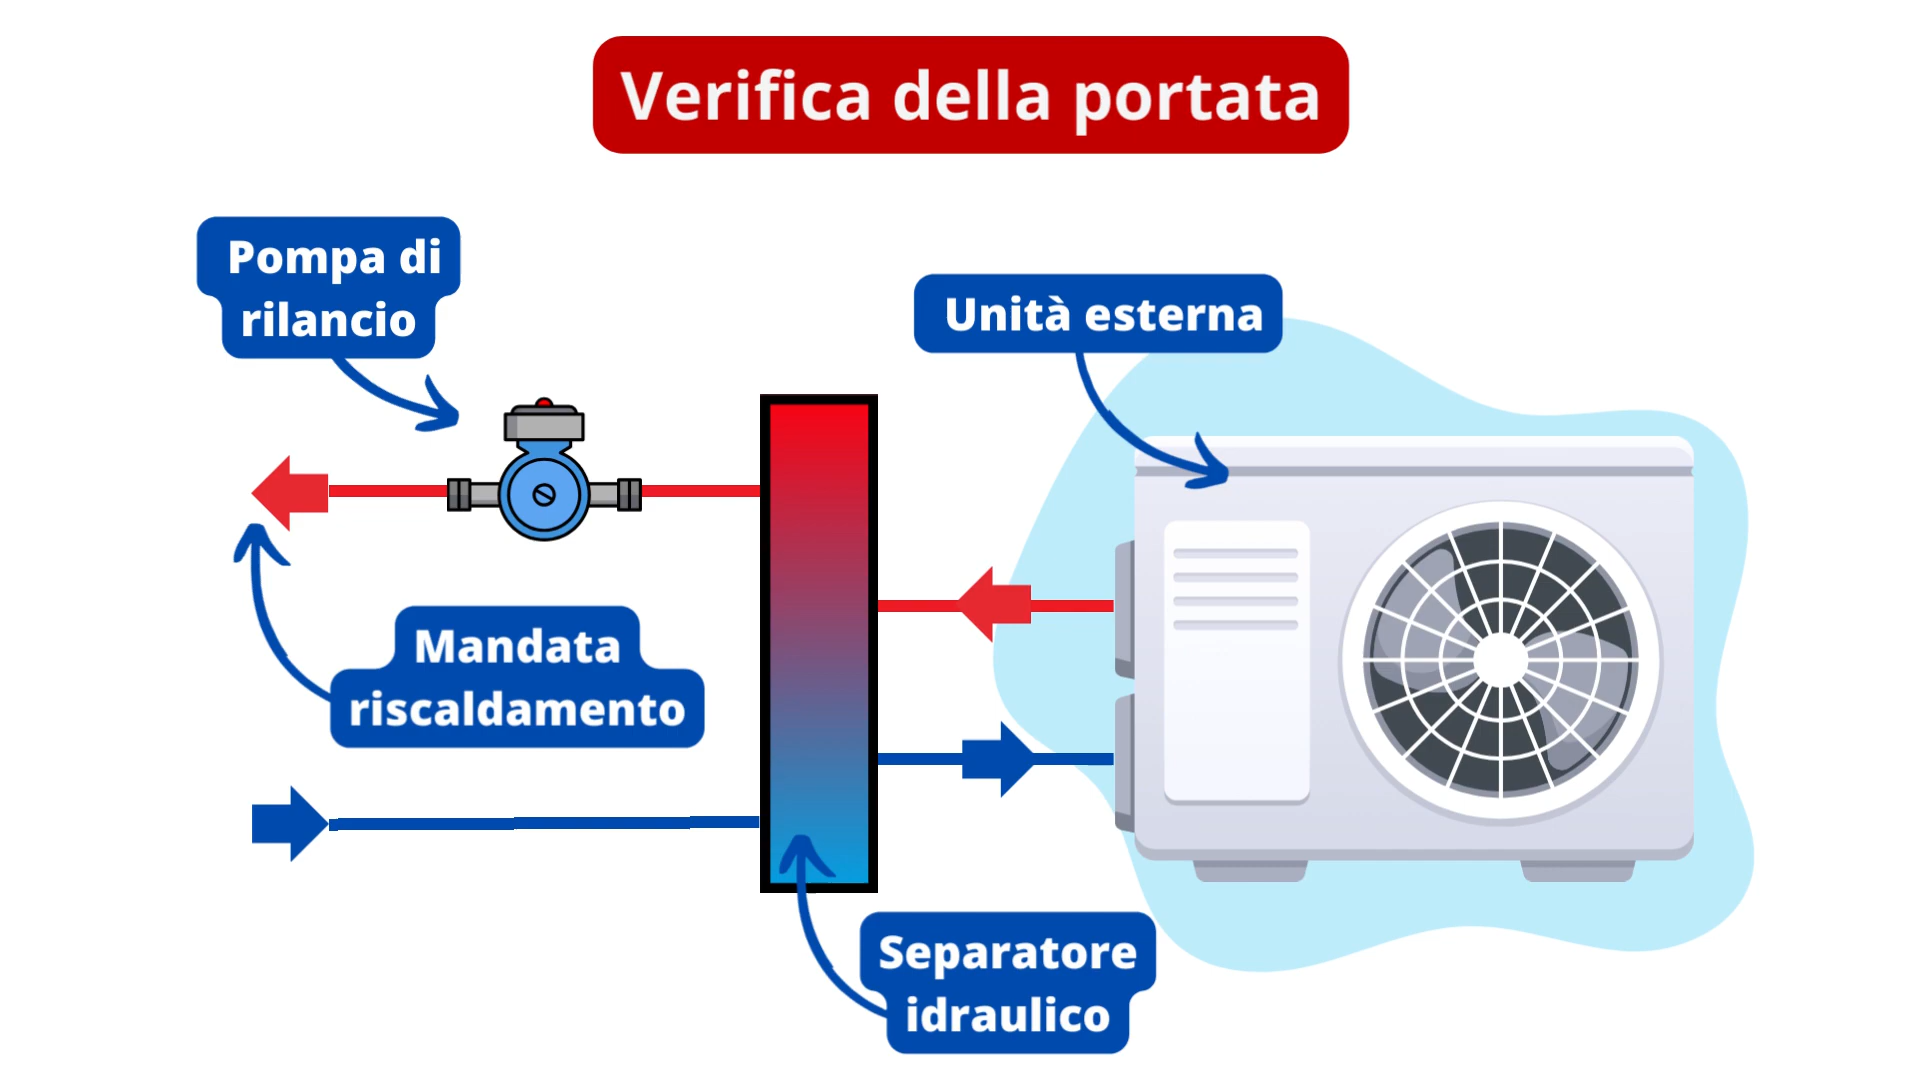 Verifica della portata
Pompa di
rilancio
Unità esterna
Mandata
riscaldamento
Separatore
idraulico